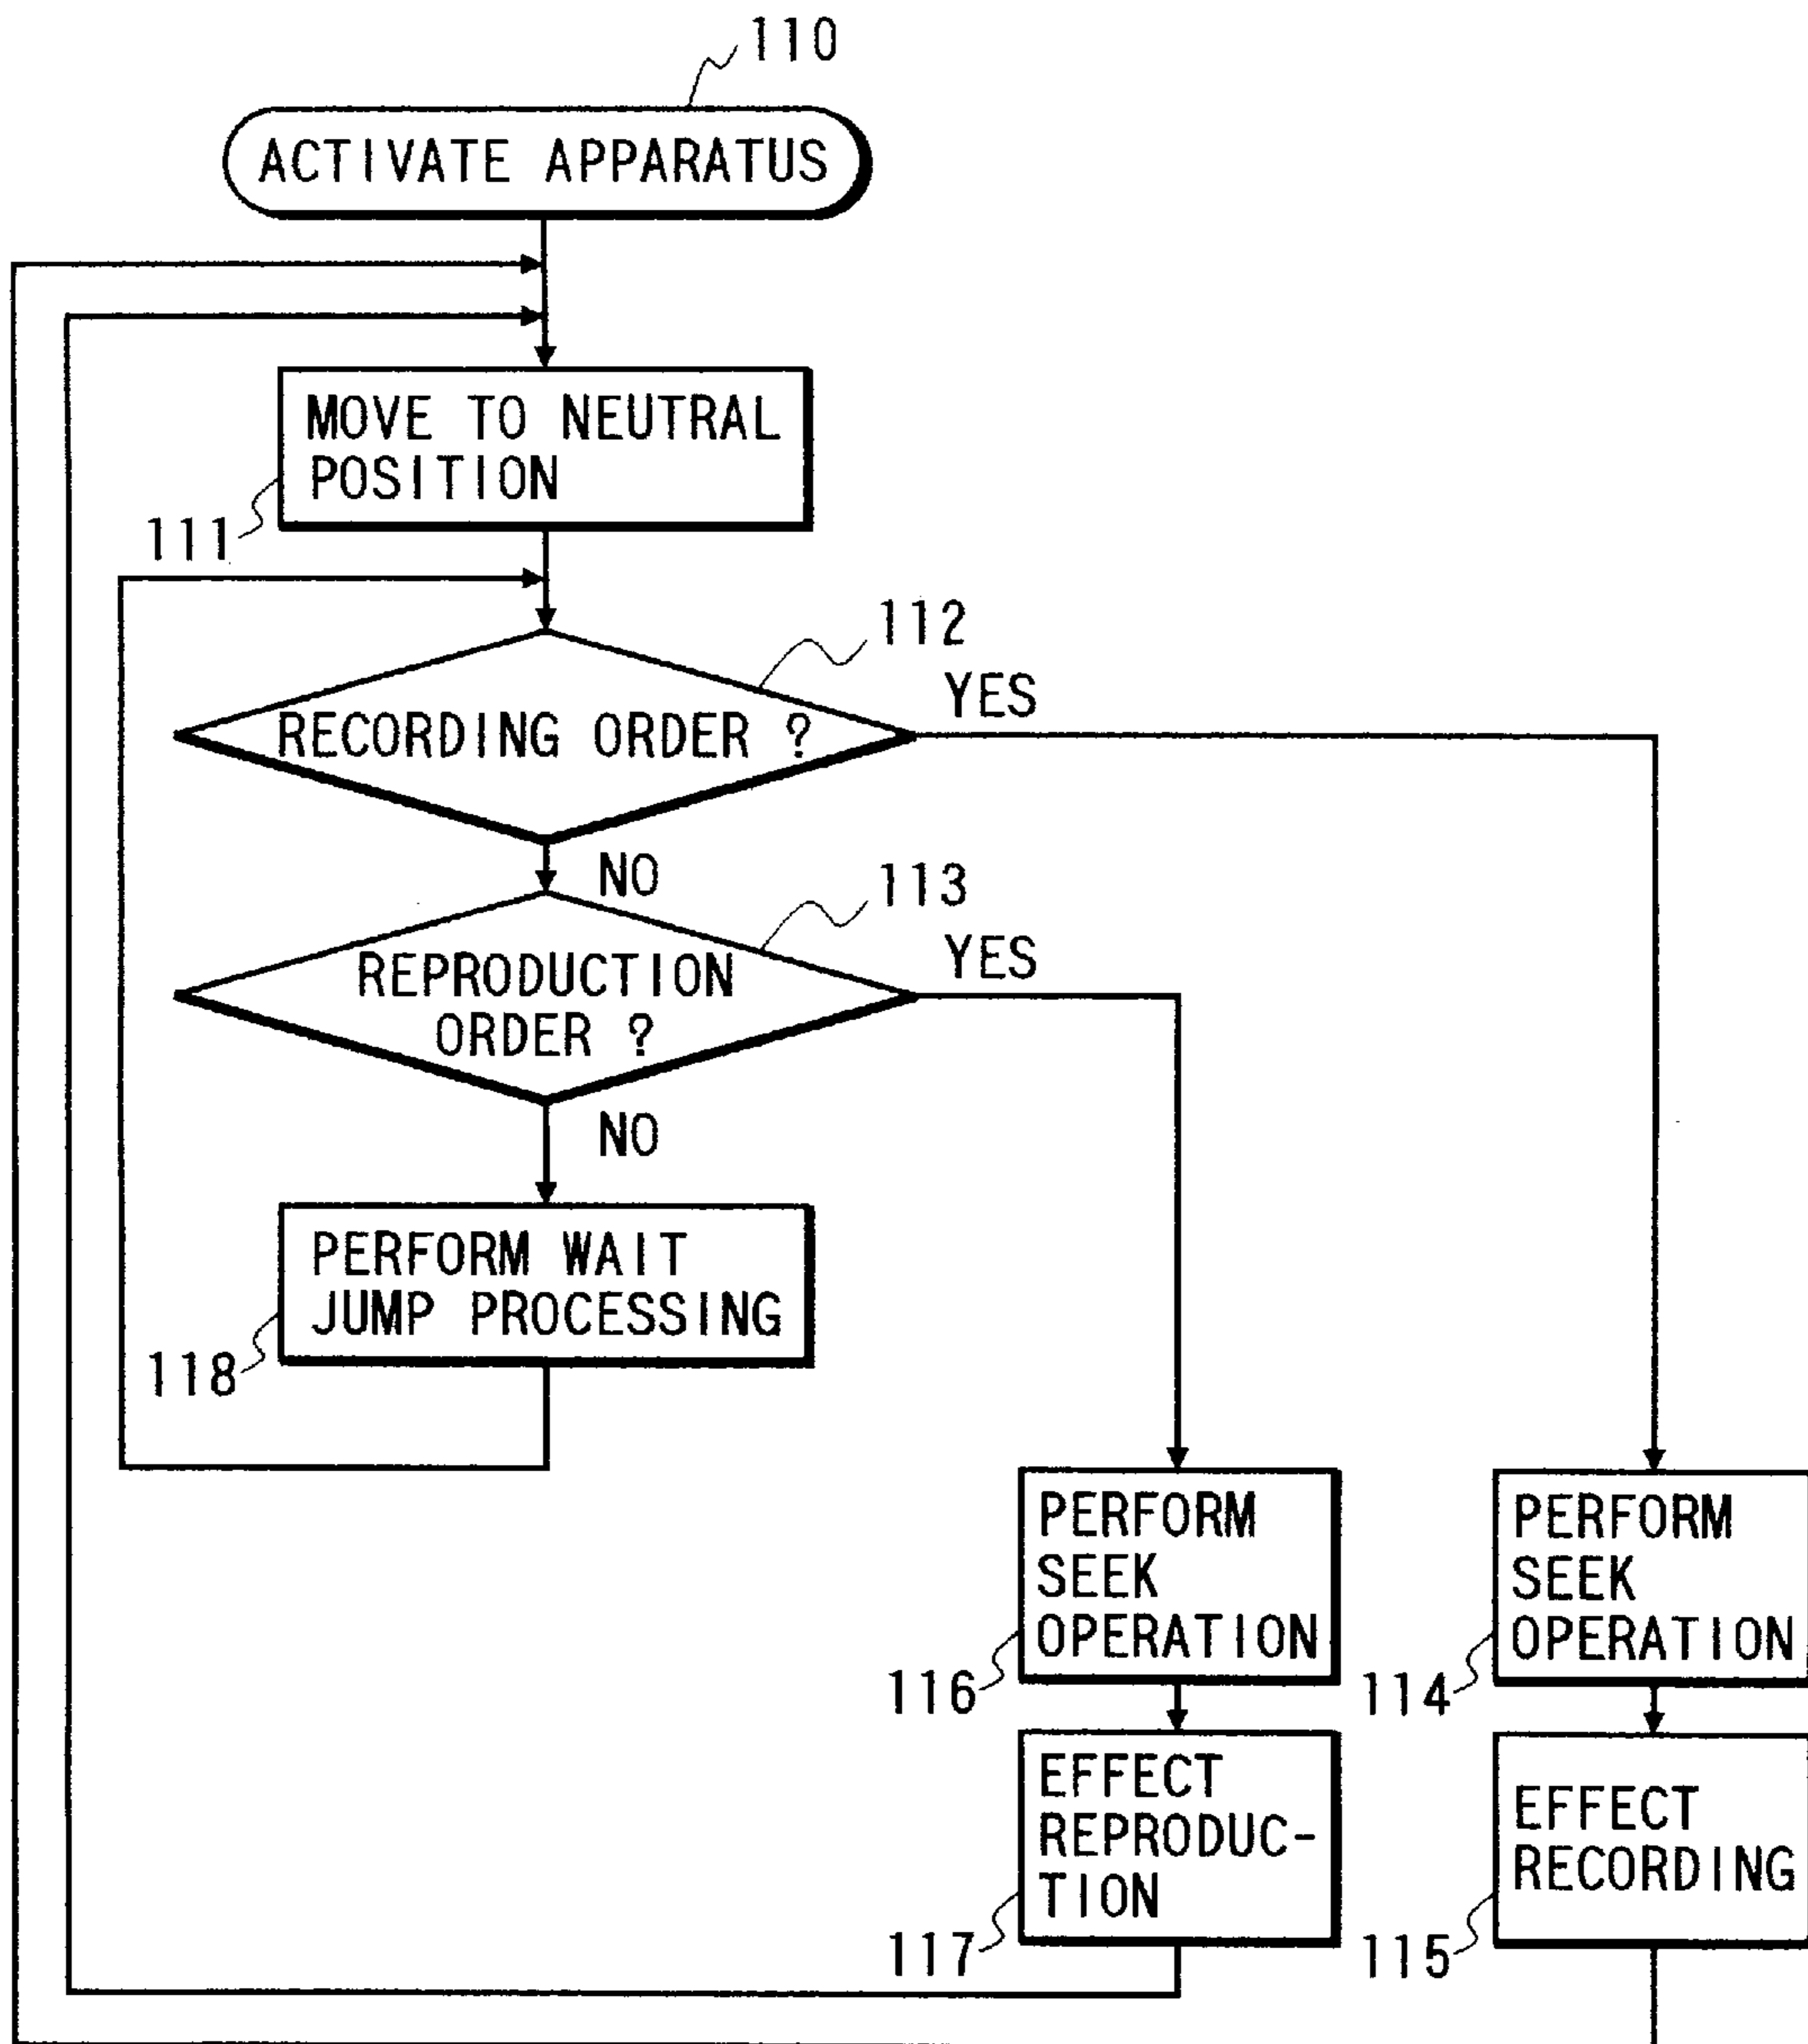 110
ACTIVATE APPARATUS
MOVE TO NEUTRAL
POSITION
111
112
RECORDING ORDER ?
YES
NO
113
REPRODUCTION
ORDER ?
YES
NO
PERFORM WAIT
JUMP PROCESSING
118
PERFORM
SEEK
OPERATION
116
PERFORM
SEEK
OPERATION
114
EFFECT
REPRODUC-
TION
117
EFFECT
RECORDING
115